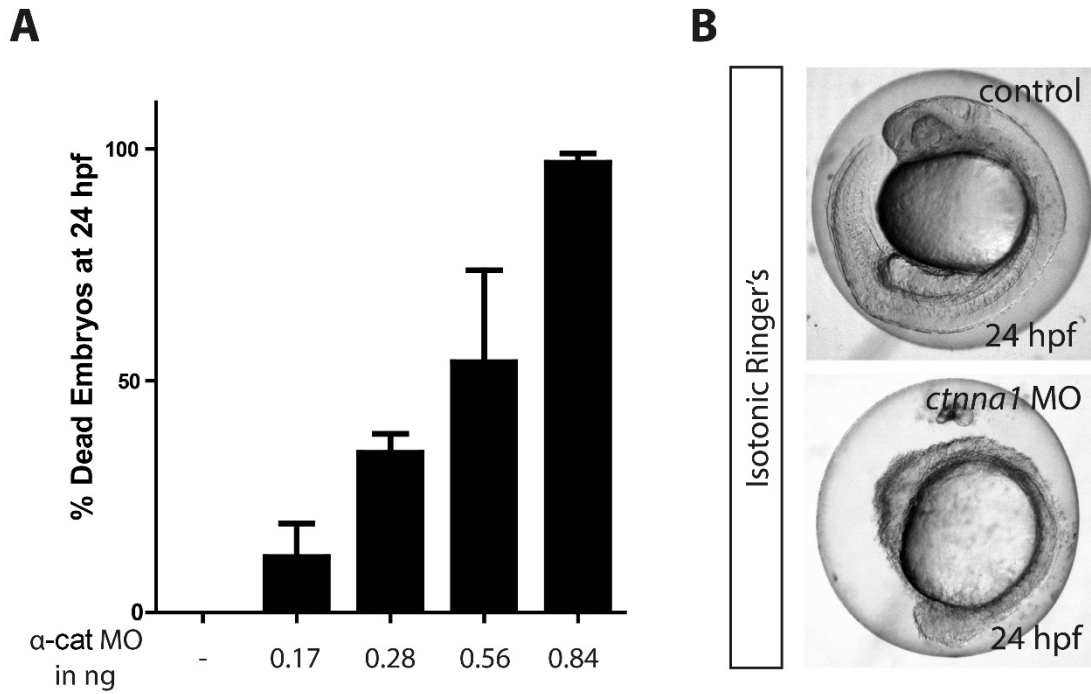 A
% Dead Embryos at 24 hpf
100
50
0
α-cat MO
in ng
- 0.17 0.28 0.56 0.84
B
Isotonic Ringer's
control
24 hpf
ctnna1 MO
24 hpf